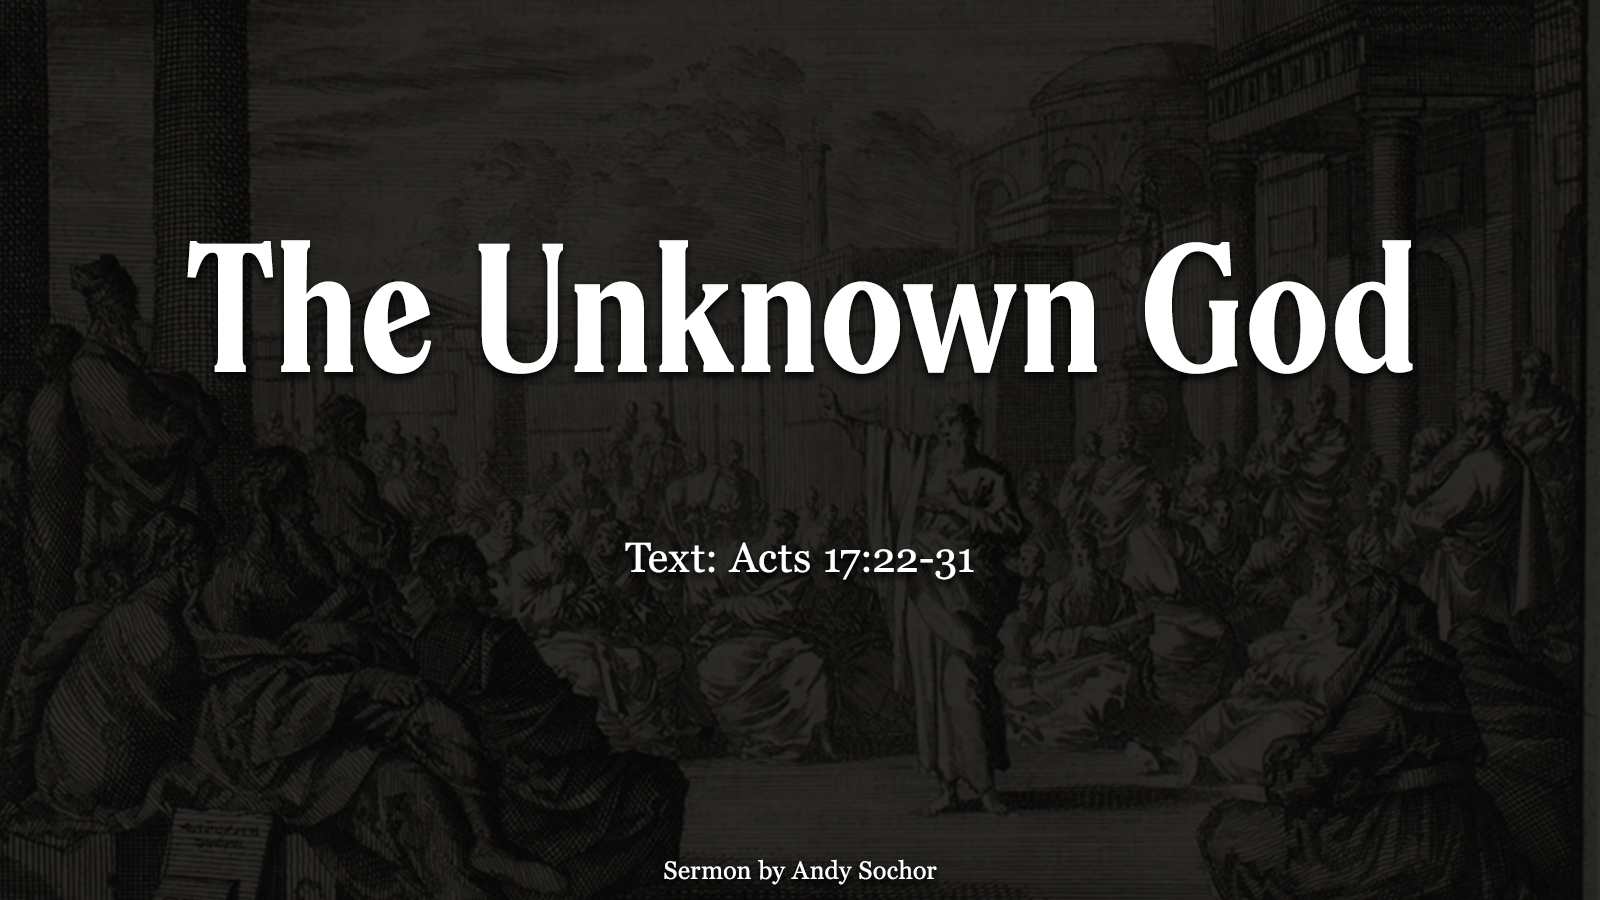 The Unknown God
Text: Acts 17:22-31
Sermon by Andy Sochor